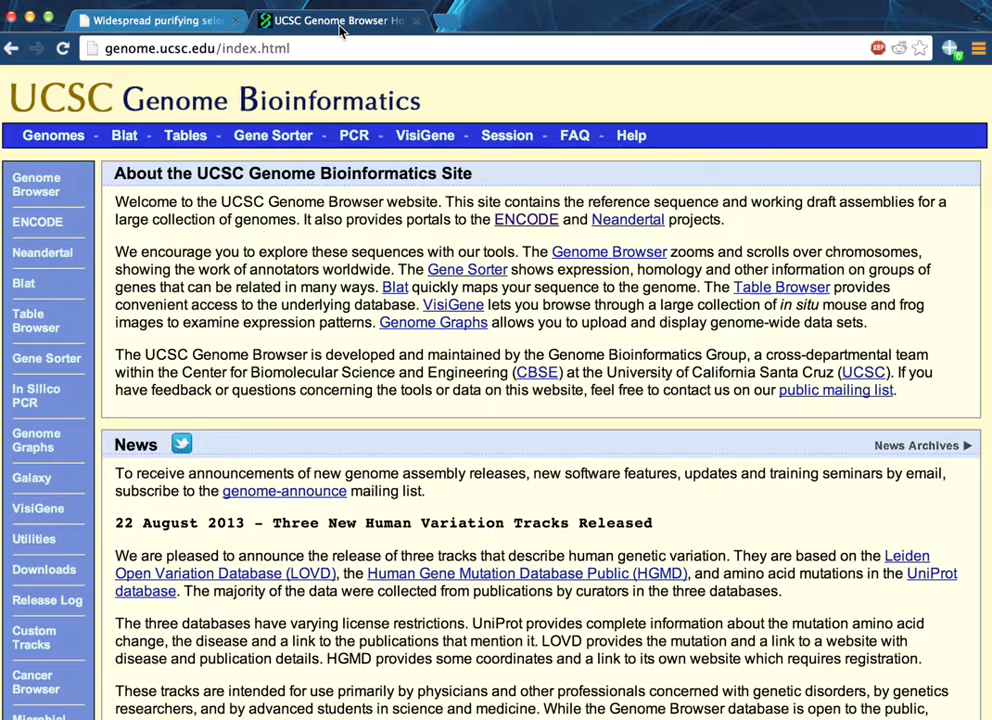 Widespread purifying sele
UCSC Genome Browser Ho
genome.ucsc.edu/index.html
ABP
0
UCSC Genome Bioinformatics
Genomes - Blat - Tables - Gene Sorter - PCR - VisiGene - Session - FAQ - Help
Genome
Browser
ENCODE
Neandertal
Blat
Table
Browser
Gene Sorter
In Silico
PCR
Genome
Graphs
Galaxy
VisiGene
Utilities
Downloads
Release Log
Custom
Tracks
Cancer
Browser
Microbial
About the UCSC Genome Bioinformatics Site
Welcome to the UCSC Genome Browser website. This site contains the reference sequence and working draft assemblies for a
large collection of genomes. It also provides portals to the ENCODE and Neandertal projects.
We encourage you to explore these sequences with our tools. The Genome Browser zooms and scrolls over chromosomes,
showing the work of annotators worldwide. The Gene Sorter shows expression, homology and other information on groups of
genes that can be related in many ways. Blat quickly maps your sequence to the genome. The Table Browser provides
convenient access to the underlying database. VisiGene lets you browse through a large collection of in situ mouse and frog
images to examine expression patterns. Genome Graphs allows you to upload and display genome-wide data sets.
The UCSC Genome Browser is developed and maintained by the Genome Bioinformatics Group, a cross-departmental team
within the Center for Biomolecular Science and Engineering (CBSE) at the University of California Santa Cruz (UCSC). If you
have feedback or questions concerning the tools or data on this website, feel free to contact us on our public mailing list.
News
News Archives ▶
To receive announcements of new genome assembly releases, new software features, updates and training seminars by email,
subscribe to the genome-announce mailing list.
22 August 2013 - Three New Human Variation Tracks Released
We are pleased to announce the release of three tracks that describe human genetic variation. They are based on the Leiden
Open Variation Database (LOVD), the Human Gene Mutation Database Public (HGMD), and amino acid mutations in the UniProt
database. The majority of the data were collected from publications by curators in the three databases.
The three databases have varying license restrictions. UniProt provides complete information about the mutation amino acid
change, the disease and a link to the publications that mention it. LOVD provides the mutation and a link to a website with
disease and publication details. HGMD provides some coordinates and a link to its own website which requires registration.
These tracks are intended for use primarily by physicians and other professionals concerned with genetic disorders, by genetics
researchers, and by advanced students in science and medicine. While the Genome Browser database is open to the public,